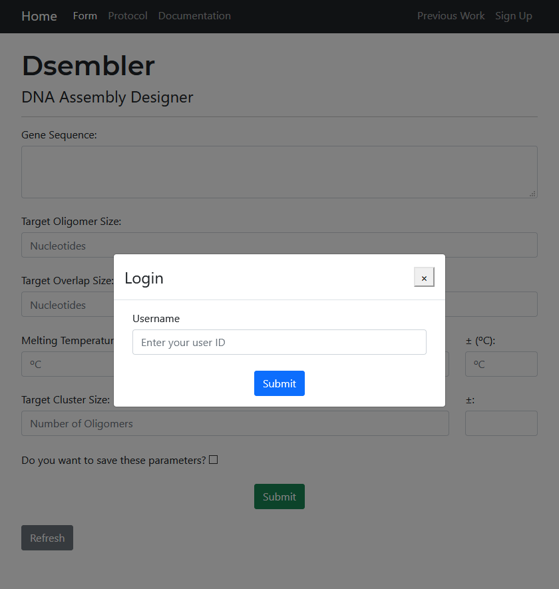 Home Form Protocol Documentation Previous Work Sign Up
Dsembler
DNA Assembly Designer
Gene Sequence:
Target Oligomer Size:
Nucleotides
Login ×
Target Overlap Size:
Nucleotides
Username
Enter your user ID
Melting Temperatur ± (ºC):
ºC ºC
Submit
Target Cluster Size: ±:
Number of Oligomers
Do you want to save these parameters?
Submit
Refresh